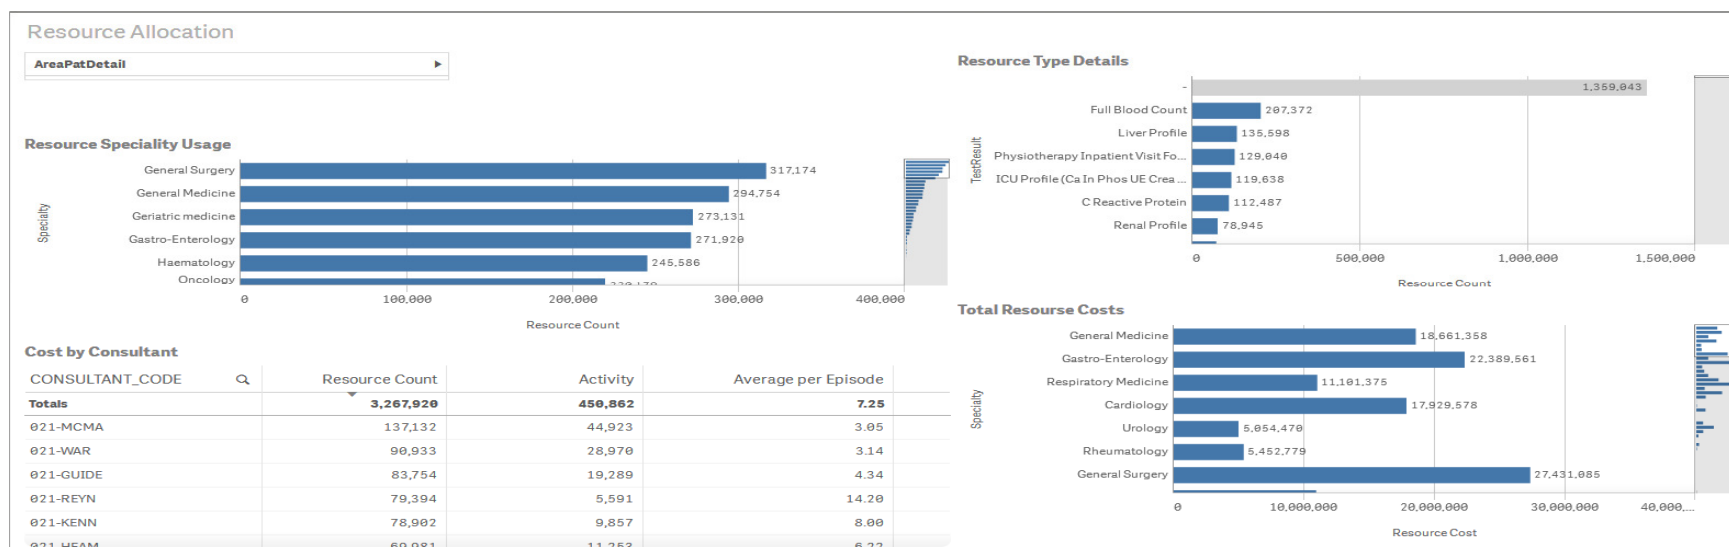 Resource Allocation
AreaPatDetail
Resource Speciality Usage
Specialty
General Surgery 317,174
General Medicine 294,754
Geriatric medicine 273,131
Gastro-Enterology 271,920
Haematology 245,586
Oncology
0 100,000 200,000 300,000 400,000
Resource Count
Cost by Consultant
CONSULTANT_CODE Resource Count Activity Average per Episode
Totals 3,267,920 450,862 7.25
021-MCMA 137,132 44,923 3.05
021-WAR 90,933 28,970 3.14
021-GUIDE 83,754 19,289 4.34
021-REYN 79,394 5,591 14.20
021-KENN 78,902 9,857 8.00
Resource Type Details
TestResult
- 1,359,043
Full Blood Count 207,372
Liver Profile 135,598
Physiotherapy Inpatient Visit Fo... 129,040
ICU Profile (Ca In Phos UE Crea ... 119,638
C Reactive Protein 112,487
Renal Profile 78,945
0 500,000 1,000,000 1,500,000
Resource Count
Total Resourse Costs
Specialty
General Medicine 18,661,358
Gastro-Enterology 22,389,561
Respiratory Medicine 11,101,375
Cardiology 17,929,578
Urology 5,054,470
Rheumatology 5,452,779
General Surgery 27,431,085
0 10,000,000 20,000,000 30,000,000 40,000,...
Resource Cost